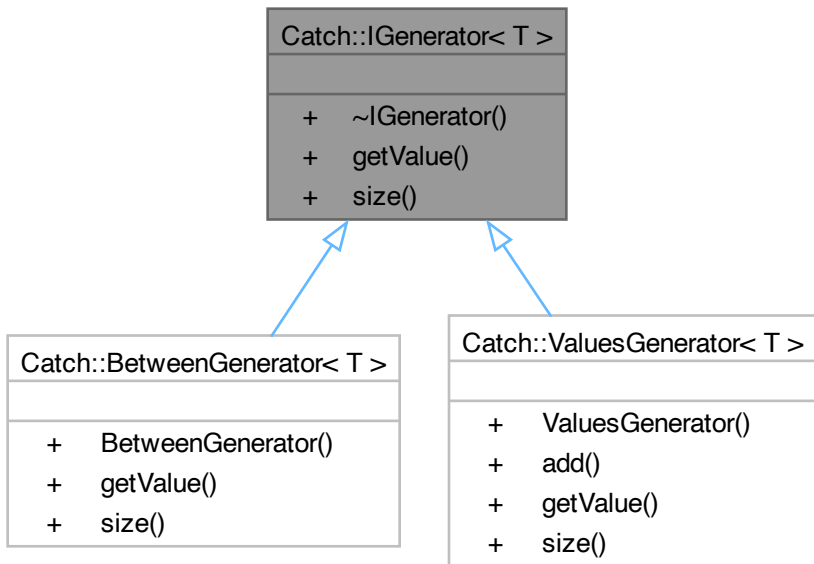 Catch::IGenerator< T >
+ ~IGenerator()
+ getValue()
+ size()
Catch::BetweenGenerator< T >
+ BetweenGenerator()
+ getValue()
+ size()
Catch::ValuesGenerator< T >
+ ValuesGenerator()
+ add()
+ getValue()
+ size()